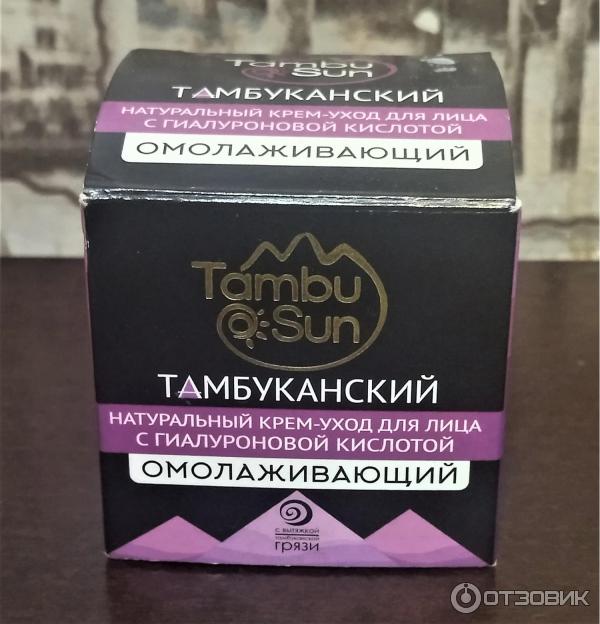 Tambu
Sun
ТАМБУКАНСКИЙ
НАТУРАЛЬНЫЙ КРЕМ-УХОД ДЛЯ ЛИЦА
С ГИАЛУРОНОВОЙ КИСЛОТОЙ
ОМОЛАЖИВАЮЩИЙ
Tambu
Sun
ТАМБУКАНСКИЙ
НАТУРАЛЬНЫЙ КРЕМ-УХОД ДЛЯ ЛИЦА
С ГИАЛУРОНОВОЙ КИСЛОТОЙ
ОМОЛАЖИВАЮЩИЙ
С ВЫТЯЖКОЙ
тамбуканской
грязи
ОТЗОВИК